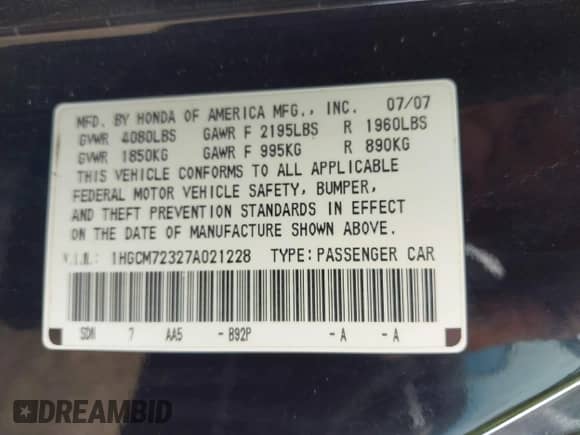 MFD. BY HONDA OF AMERICA MFG., INC. 07/07
GVWR 4080LBS GAWR F 2195LBS R 1960LBS
GVWR 1850KG GAWR F 995KG R 890KG
THIS VEHICLE CONFORMS TO ALL APPLICABLE
FEDERAL MOTOR VEHICLE SAFETY, BUMPER,
AND THEFT PREVENTION STANDARDS IN EFFECT
ON THE DATE OF MANUFACTURE SHOWN ABOVE.
V.I.N.: 1HGCM72327A021228 TYPE: PASSENGER CAR
SDN 7 AA5 - B92P - A - A
DREAMBID